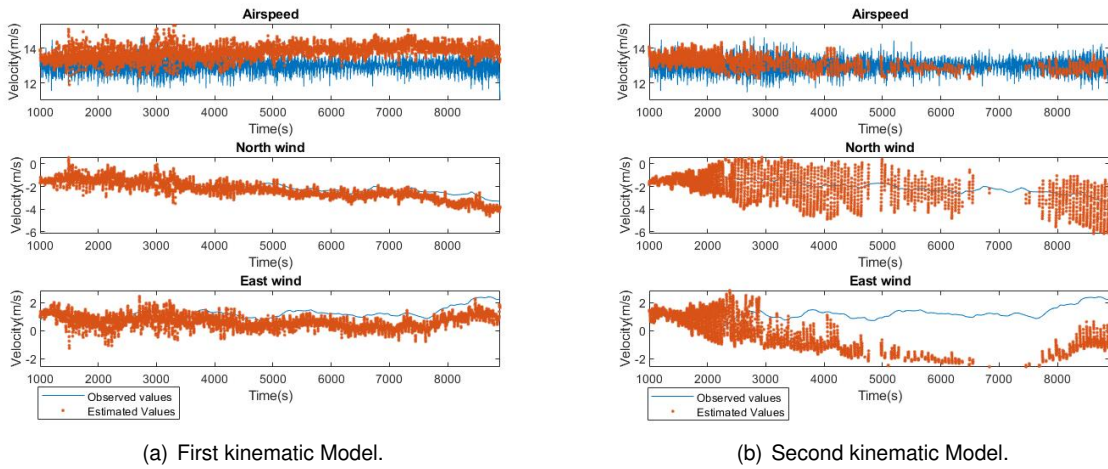 Airspeed
Velocity(m/s)
14
12
1000 2000 3000 4000 5000 6000 7000 8000
Time(s)
North wind
Velocity(m/s)
0
-2
-4
-6
1000 2000 3000 4000 5000 6000 7000 8000
Time(s)
East wind
Velocity(m/s)
2
0
-2
1000 2000 3000 4000 5000 6000 7000 8000
Time(s)
Observed values
Estimated Values
(a) First kinematic Model.
Airspeed
Velocity(m/s)
14
12
1000 2000 3000 4000 5000 6000 7000 8000
Time(s)
North wind
Velocity(m/s)
0
-2
-4
-6
1000 2000 3000 4000 5000 6000 7000 8000
Time(s)
East wind
Velocity(m/s)
2
0
-2
1000 2000 3000 4000 5000 6000 7000 8000
Time(s)
Observed values
Estimated Values
(b) Second kinematic Model.